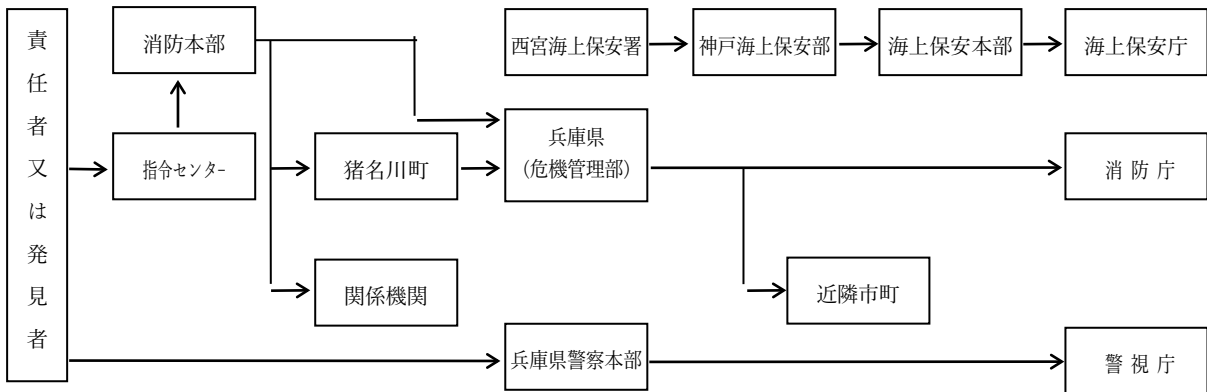 責任者又は発見者
消防本部
西宮海上保安署
神戸海上保安部
海上保安本部
海上保安庁
指令センター
猪名川町
兵庫県
(危機管理部)
消防庁
関係機関
近隣市町
兵庫県警察本部
警視庁